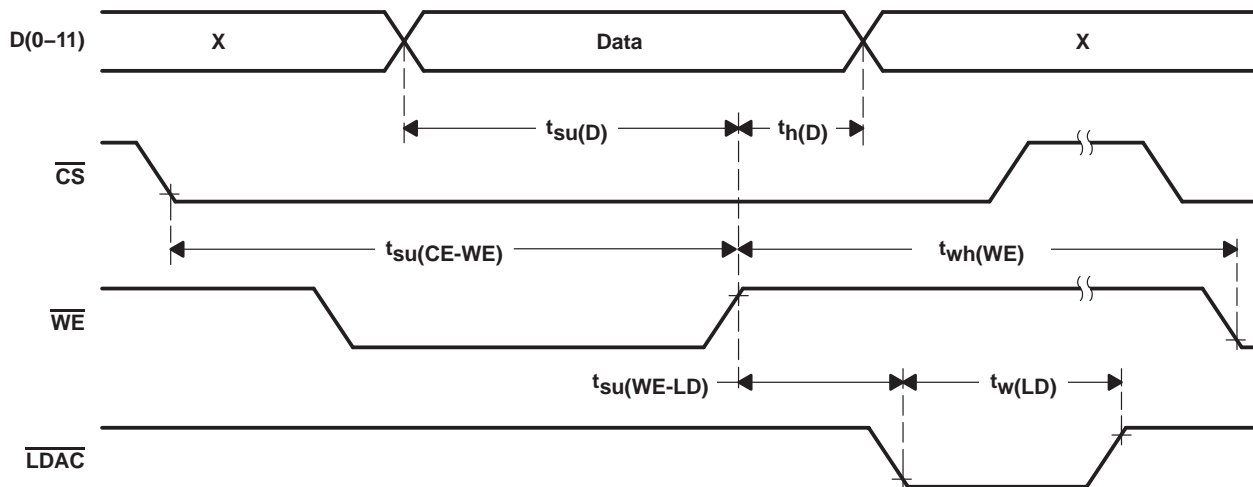 D(0–11)
X
Data
X
tsu(D)
th(D)
CS
tsu(CE-WE)
twh(WE)
WE
tsu(WE-LD)
tw(LD)
LDAC